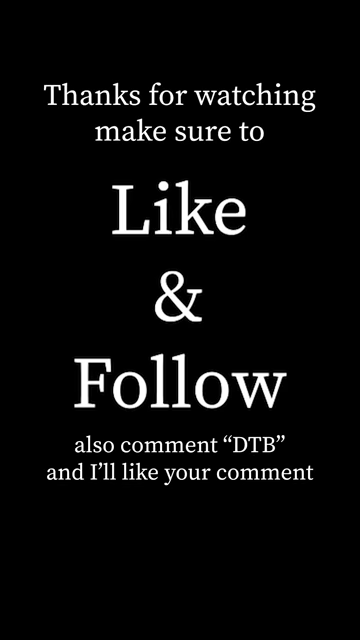 Thanks for watching
make sure to
Like
&
Follow
also comment “DTB”
and I’ll like your comment